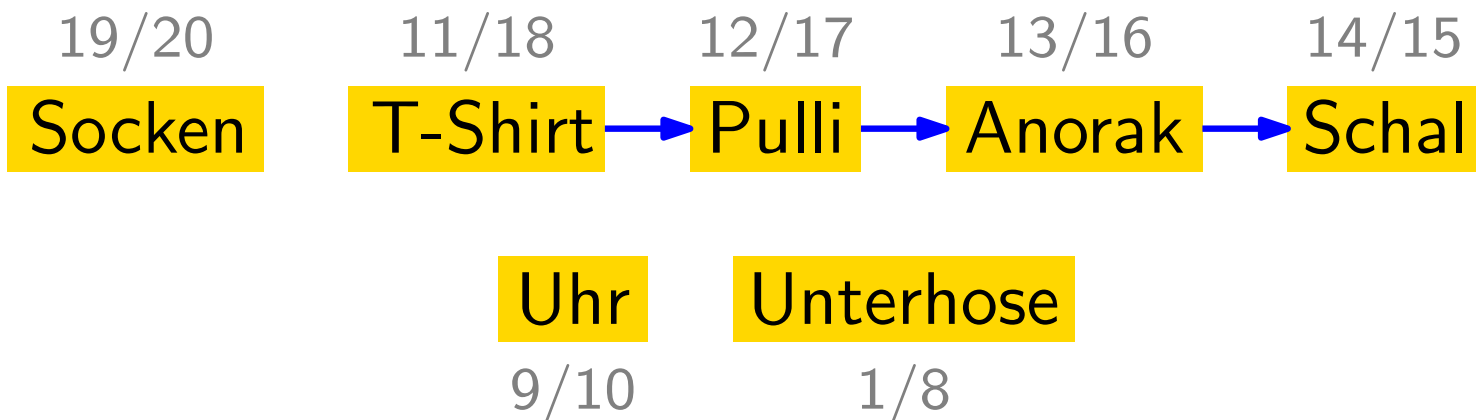 19/20 11/18 12/17 13/16 14/15
Socken T-Shirt Pulli Anorak Schal
Uhr Unterhose
9/10 1/8